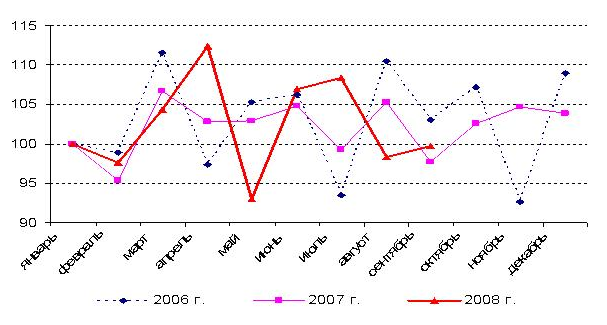 115
110
105
100
95
90
январь
февраль
март
апрель
май
июнь
июль
август
сентябрь
октябрь
ноябрь
декабрь
2006 г. 2007 г. 2008 г.